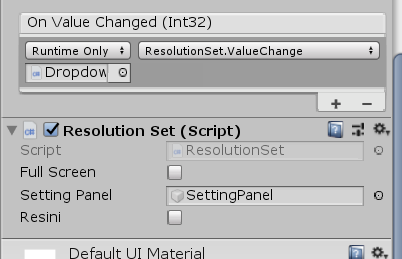 On Value Changed (Int32)
Runtime Only ResolutionSet.ValueChange
Dropdow
Resolution Set (Script)
Script ResolutionSet
Full Screen
Setting Panel SettingPanel
Resini
Default UI Material